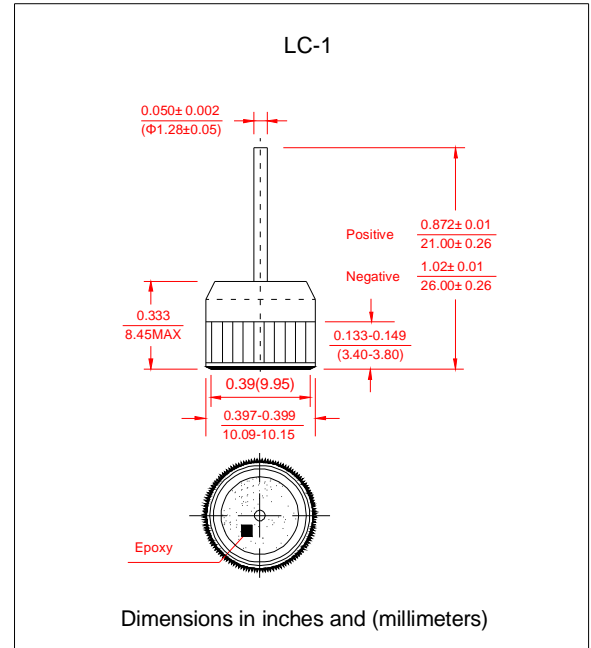 LC-1
0.050± 0.002
(Φ1.28±0.05)
Positive
0.872± 0.01
21.00± 0.26
Negative
1.02± 0.01
26.00± 0.26
0.333
8.45MAX
0.133-0.149
(3.40-3.80)
0.39(9.95)
0.397-0.399
10.09-10.15
Epoxy
Dimensions in inches and (millimeters)